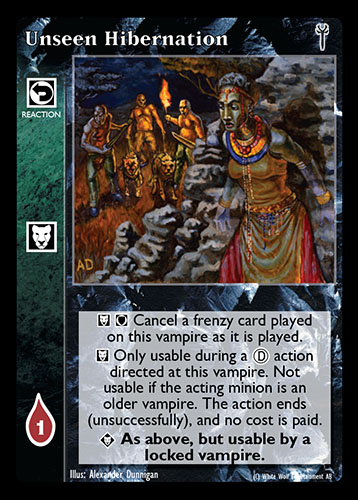 Unseen Hibernation
REACTION
AD
Cancel a frenzy card played
on this vampire as it is played.
Only usable during a D action
directed at this vampire. Not
usable if the acting minion is an
older vampire. The action ends
(unsuccessfully), and no cost is paid.
As above, but usable by a
locked vampire.
1
Illus: Alexander Dunnigan
(C) White Wolf Entertainment AB